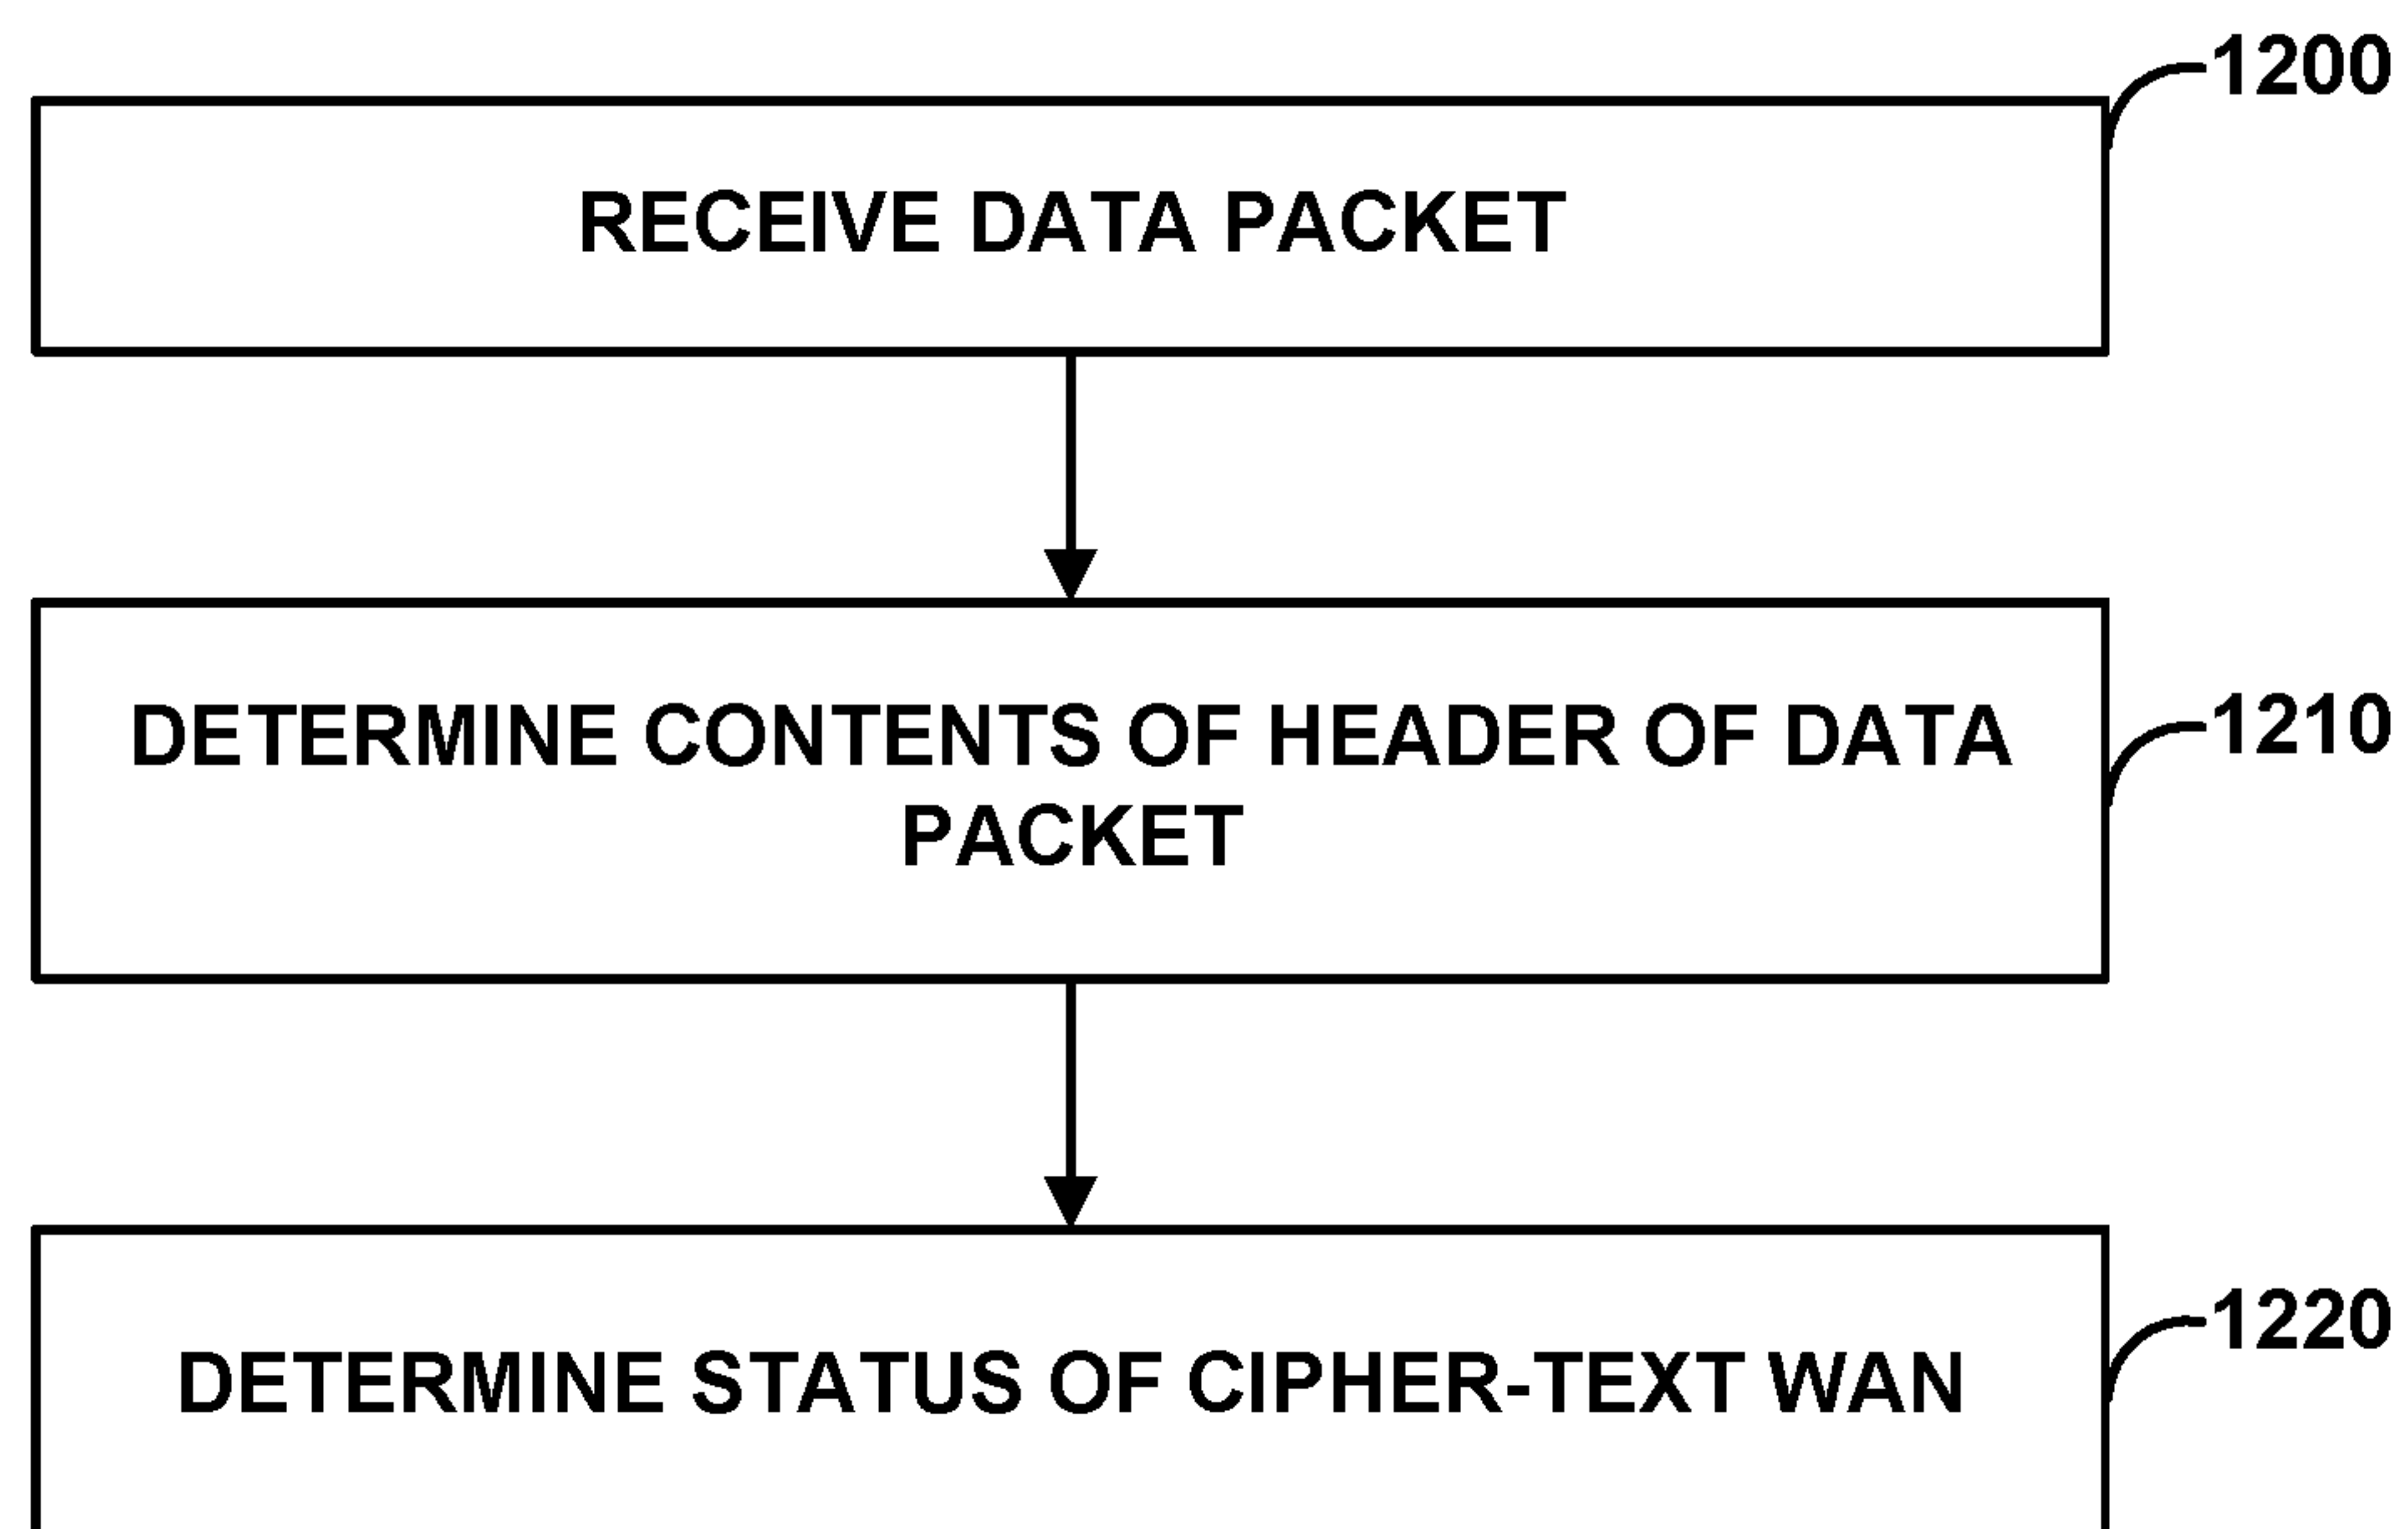 1200
RECEIVE DATA PACKET
DETERMINE CONTENTS OF HEADER OF DATA
PACKET
1210
DETERMINE STATUS OF CIPHER-TEXT WAN
1220